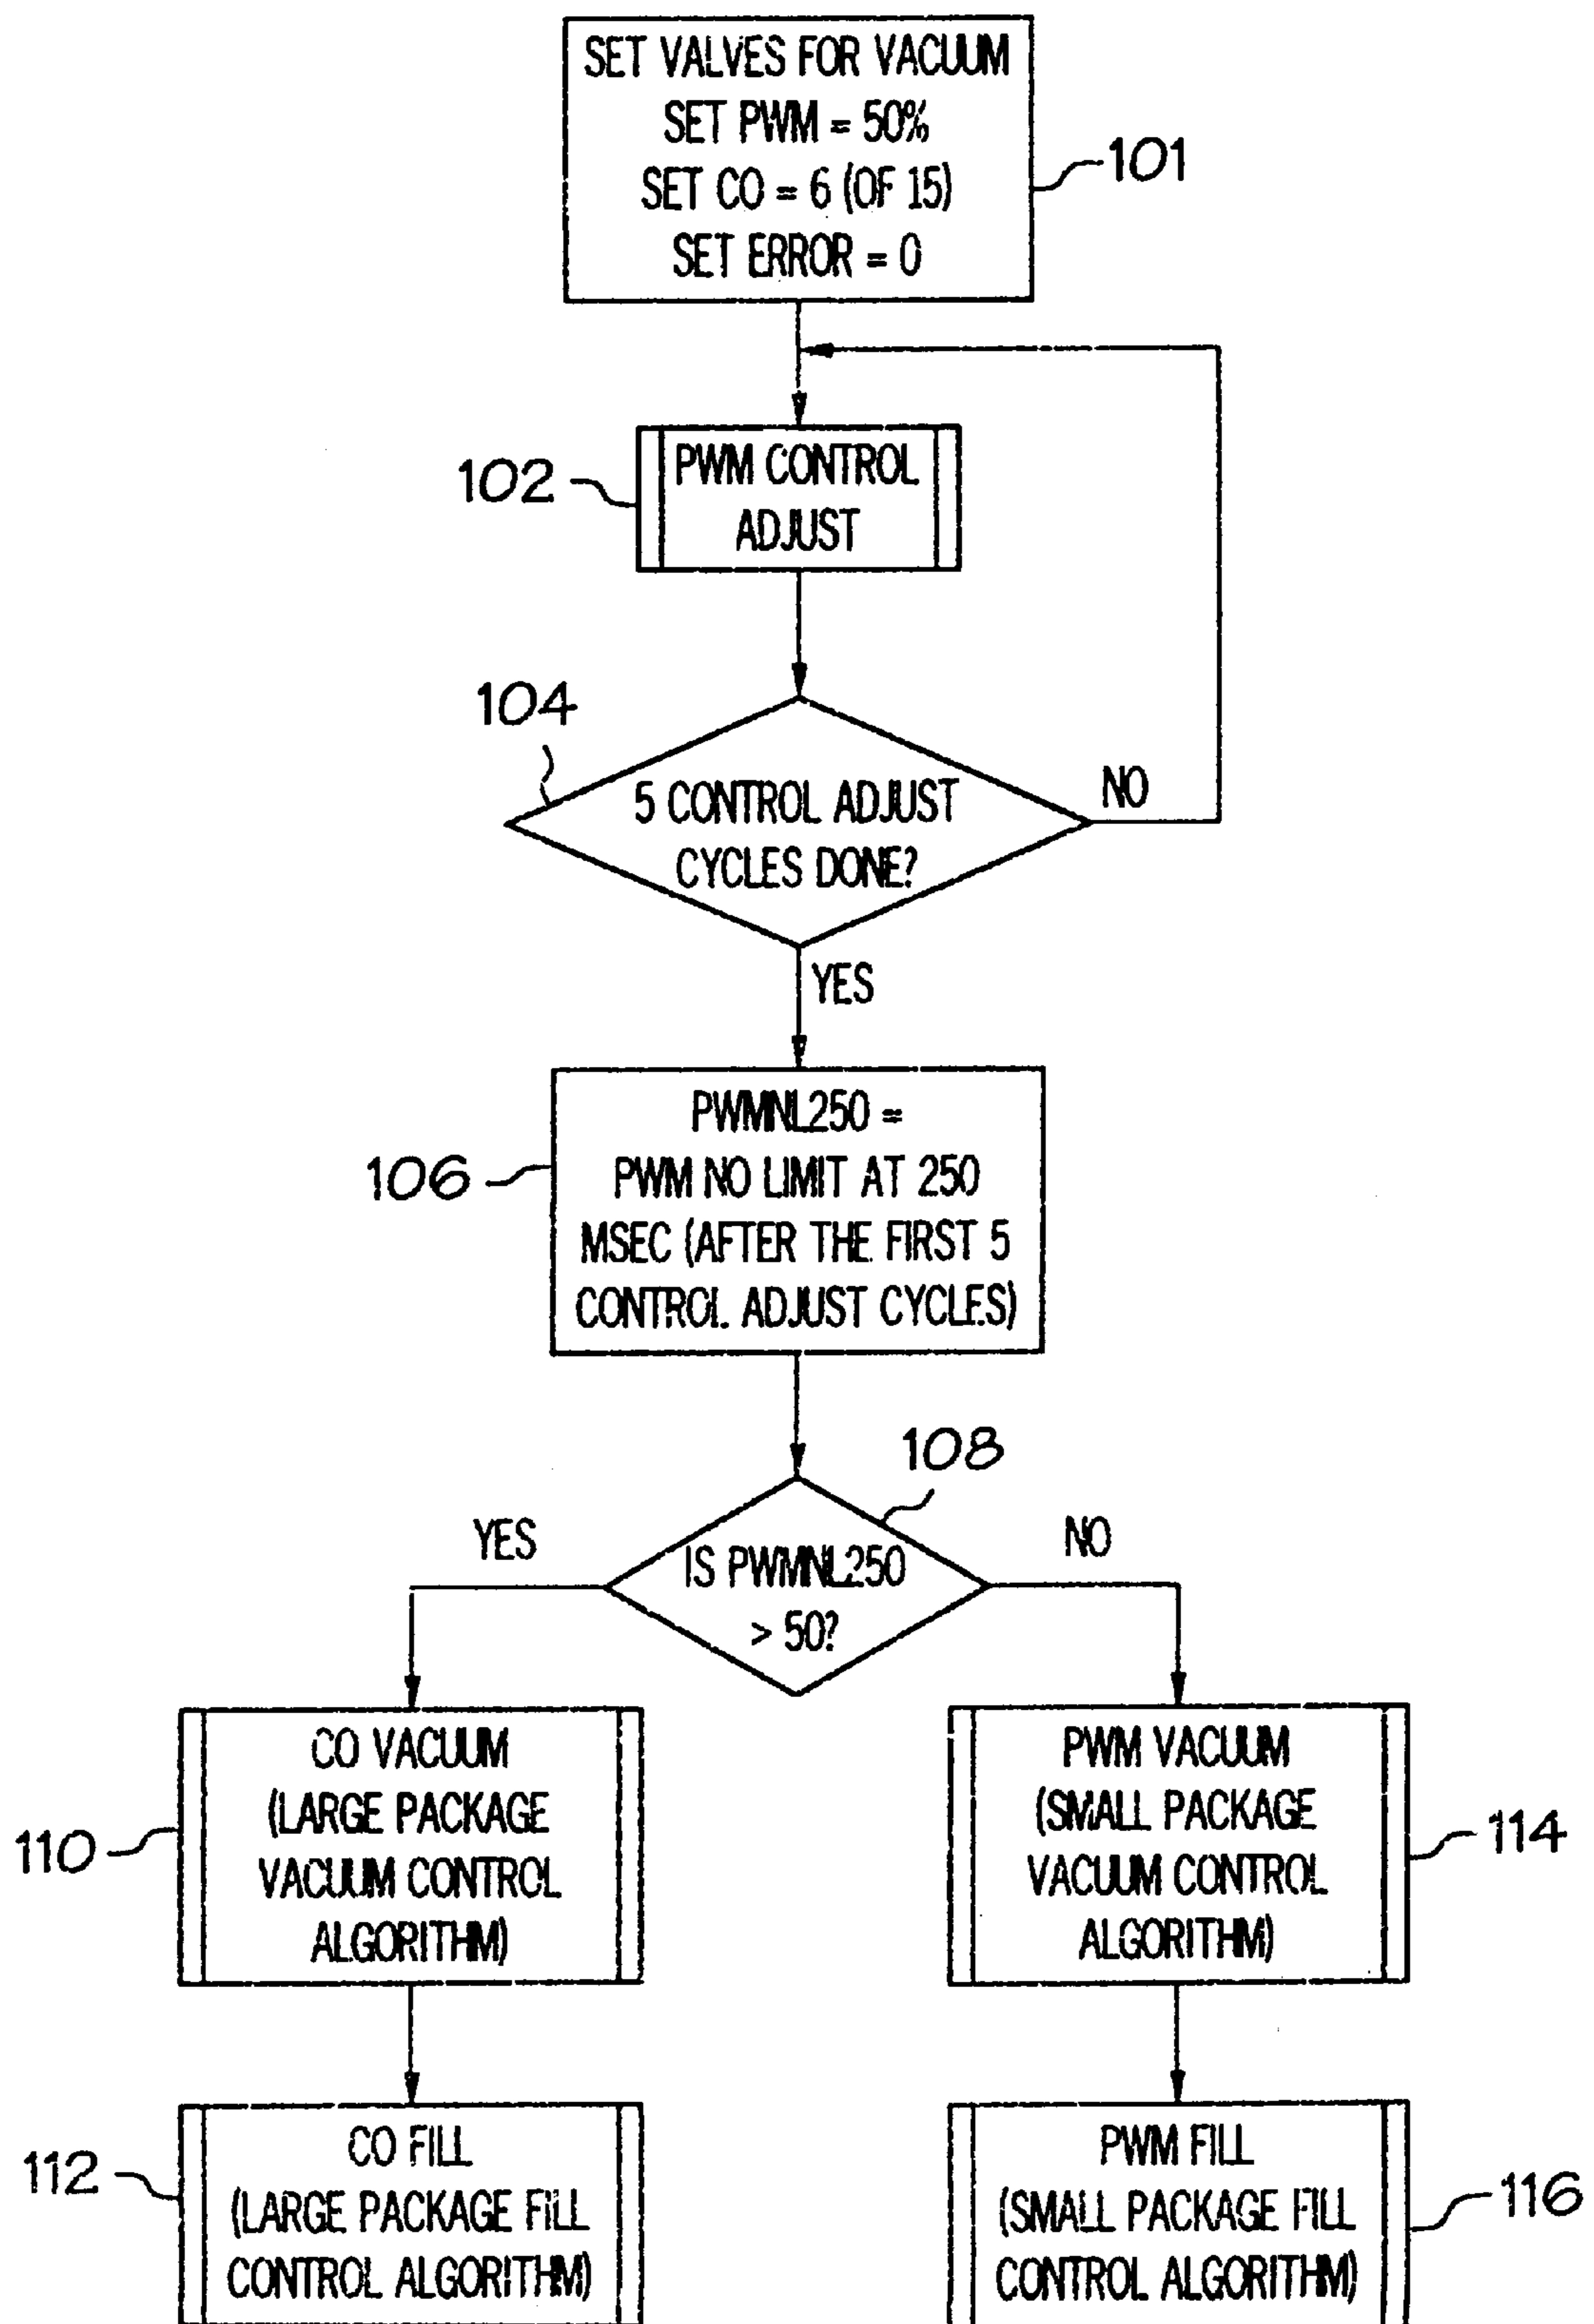 SET VALVES FOR VACUUM
SET PWM = 50%
SET CO = 6 (OF 15)
SET ERROR = 0
101
102
PWM CONTROL
ADJUST
104
5 CONTROL ADJUST
CYCLES DONE?
NO
YES
106
PWMNL250 =
PWM NO LIMIT AT 250
MSEC (AFTER THE FIRST 5
CONTROL ADJUST CYCLES)
108
YES
NO
IS PWMNL250
> 50?
110
CO VACUUM
(LARGE PACKAGE
VACUUM CONTROL
ALGORITHM)
PWM VACUUM
(SMALL PACKAGE
VACUUM CONTROL
ALGORITHM)
114
112
CO FILL
(LARGE PACKAGE FILL
CONTROL ALGORITHM)
PWM FILL
(SMALL PACKAGE FILL
CONTROL ALGORITHM)
116